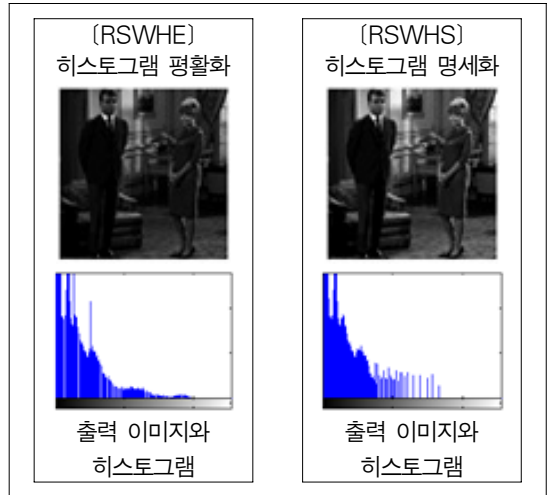 〔RSWHE〕
히스토그램 평활화
출력 이미지와
히스토그램
〔RSWHS〕
히스토그램 명세화
출력 이미지와
히스토그램